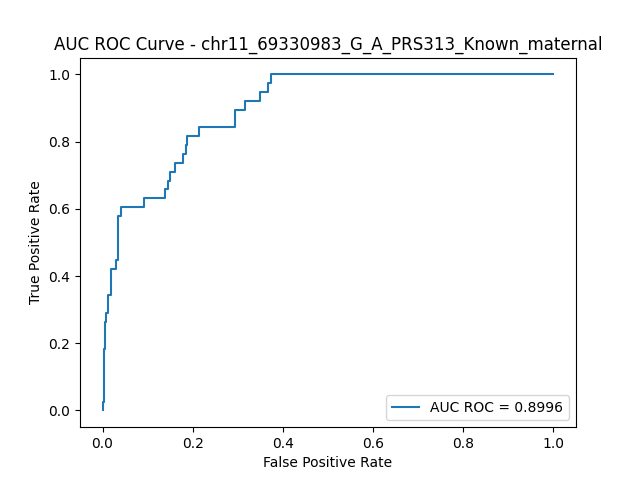 AUC ROC Curve - chr11_69330983_G_A_PRS313_Known_maternal
1.0
0.8
0.6
0.4
0.2
0.0
True Positive Rate
AUC ROC = 0.8996
0.0 0.2 0.4 0.6 0.8 1.0
False Positive Rate